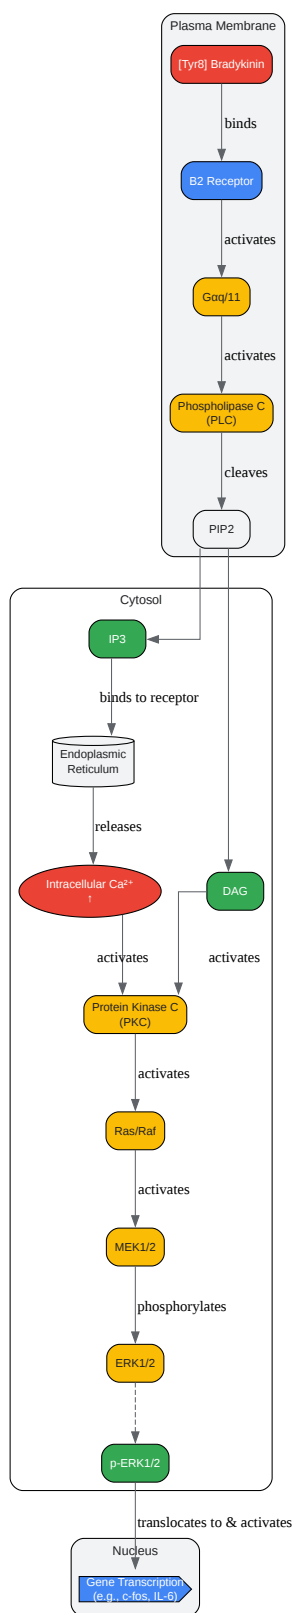 Plasma Membrane
[Tyr8] Bradykinin
binds
B2 Receptor
activates
Gαq/11
activates
Phospholipase C
(PLC)
cleaves
PIP2
Cytosol
IP3
binds to receptor
Endoplasmic
Reticulum
releases
Intracellular Ca²⁺
↑
DAG
activates
activates
Protein Kinase C
(PKC)
activates
Ras/Raf
activates
MEK1/2
phosphorylates
ERK1/2
p-ERK1/2
translocates to & activates
Nucleus
Gene Transcription
(e.g., c-fos, IL-6)